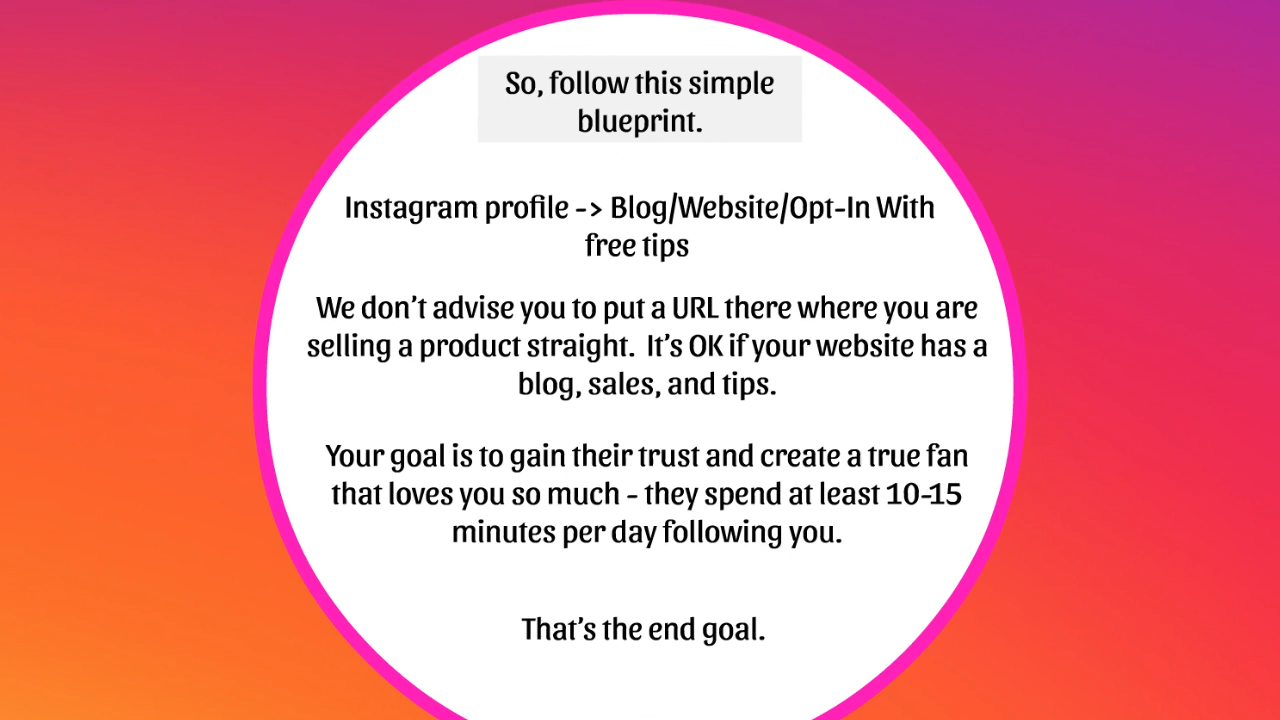 So, follow this simple
blueprint.
Instagram profile -> Blog/Website/Opt-In With
free tips
We don’t advise you to put a URL there where you are
selling a product straight.  It’s OK if your website has a
blog, sales, and tips.
Your goal is to gain their trust and create a true fan
that loves you so much - they spend at least 10-15
minutes per day following you.
That’s the end goal.